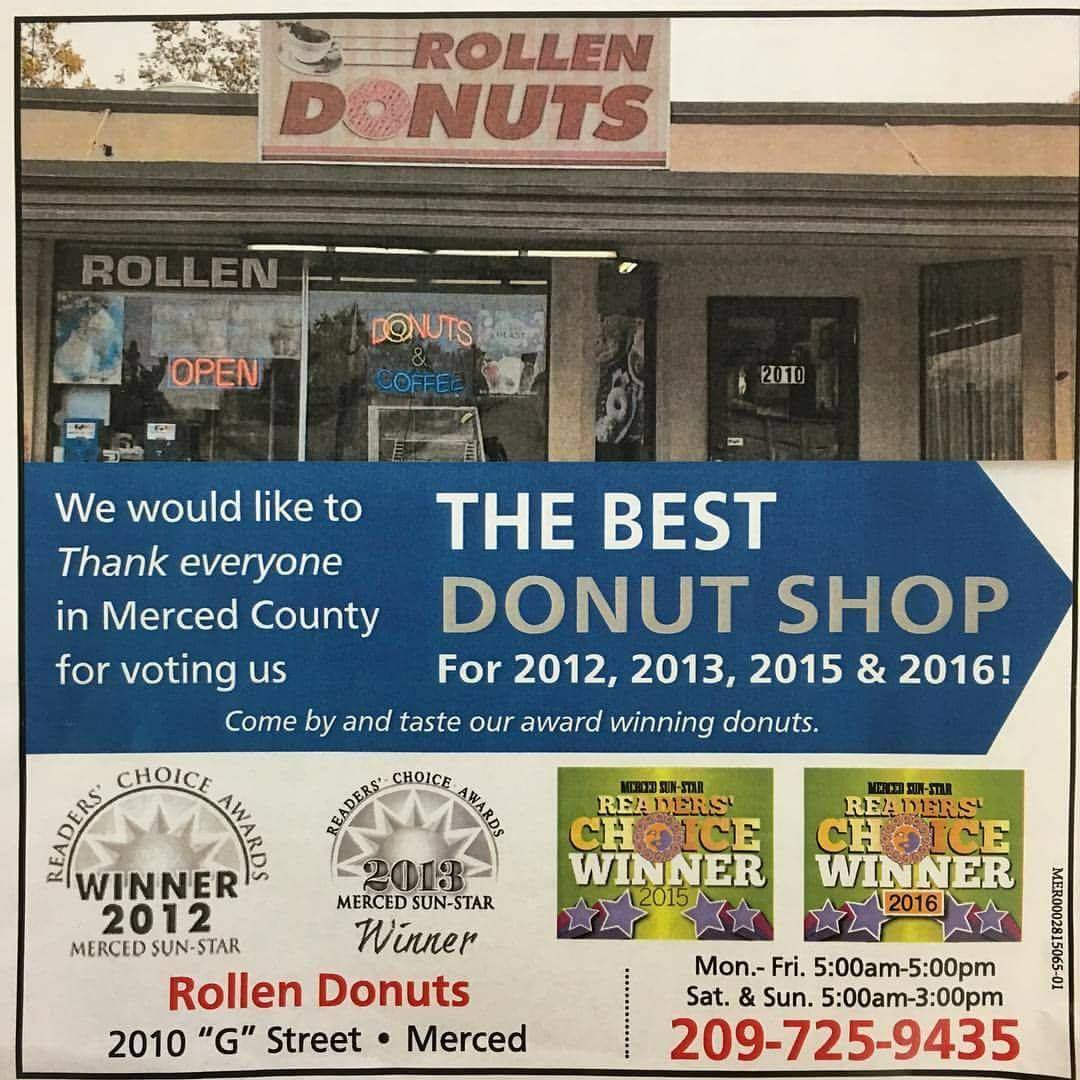 ROLLEN
DONUTS
ROLLEN
OPEN
DONUTS
&
COFFEE
2010
We would like to
Thank everyone
in Merced County
for voting us
THE BEST
DONUT SHOP
For 2012, 2013, 2015 & 2016!
Come by and taste our award winning donuts.
READERS' CHOICE AWARDS
WINNER
2012
MERCED SUN-STAR
READERS' CHOICE AWARDS
2013
MERCED SUN-STAR
Winner
MERCED SUN-STAR
READERS'
CHOICE
WINNER
2015
MERCED SUN-STAR
READERS'
CHOICE
WINNER
2016
MER0002815065-01
Rollen Donuts
2010 “G” Street • Merced
Mon.- Fri. 5:00am-5:00pm
Sat. & Sun. 5:00am-3:00pm
209-725-9435